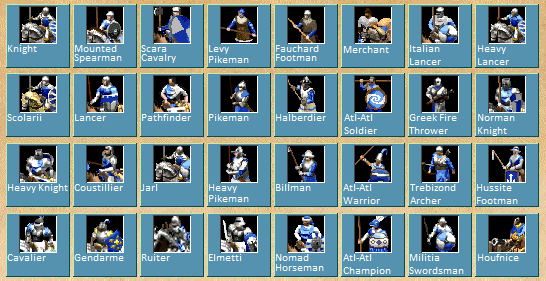 Knight
Mounted
Spearman
Scara
Cavalry
Levy
Pikeman
Fauchard
Footman
Merchant
Italian
Lancer
Heavy
Lancer
Scolarii
Lancer
Pathfinder
Pikeman
Halberdier
Atl-Atl
Soldier
Greek Fire
Thrower
Norman
Knight
Heavy Knight
Coustillier
Jarl
Heavy
Pikeman
Billman
Atl-Atl
Warrior
Trebizond
Archer
Hussite
Footman
Cavalier
Gendarme
Ruiter
Elmetti
Nomad
Horseman
Atl-Atl
Champion
Militia
Swordsman
Houfnice